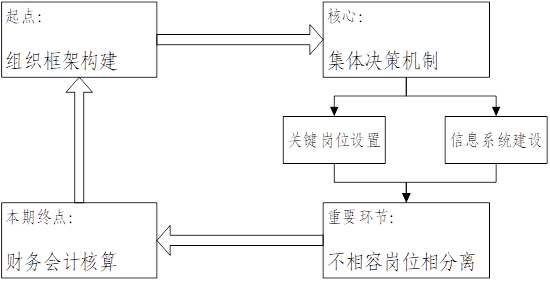 起点：
组织框架构建
核心：
集体决策机制
关键岗位设置
信息系统建设
本期终点：
财务会计核算
重要环节：
不相容岗位相分离